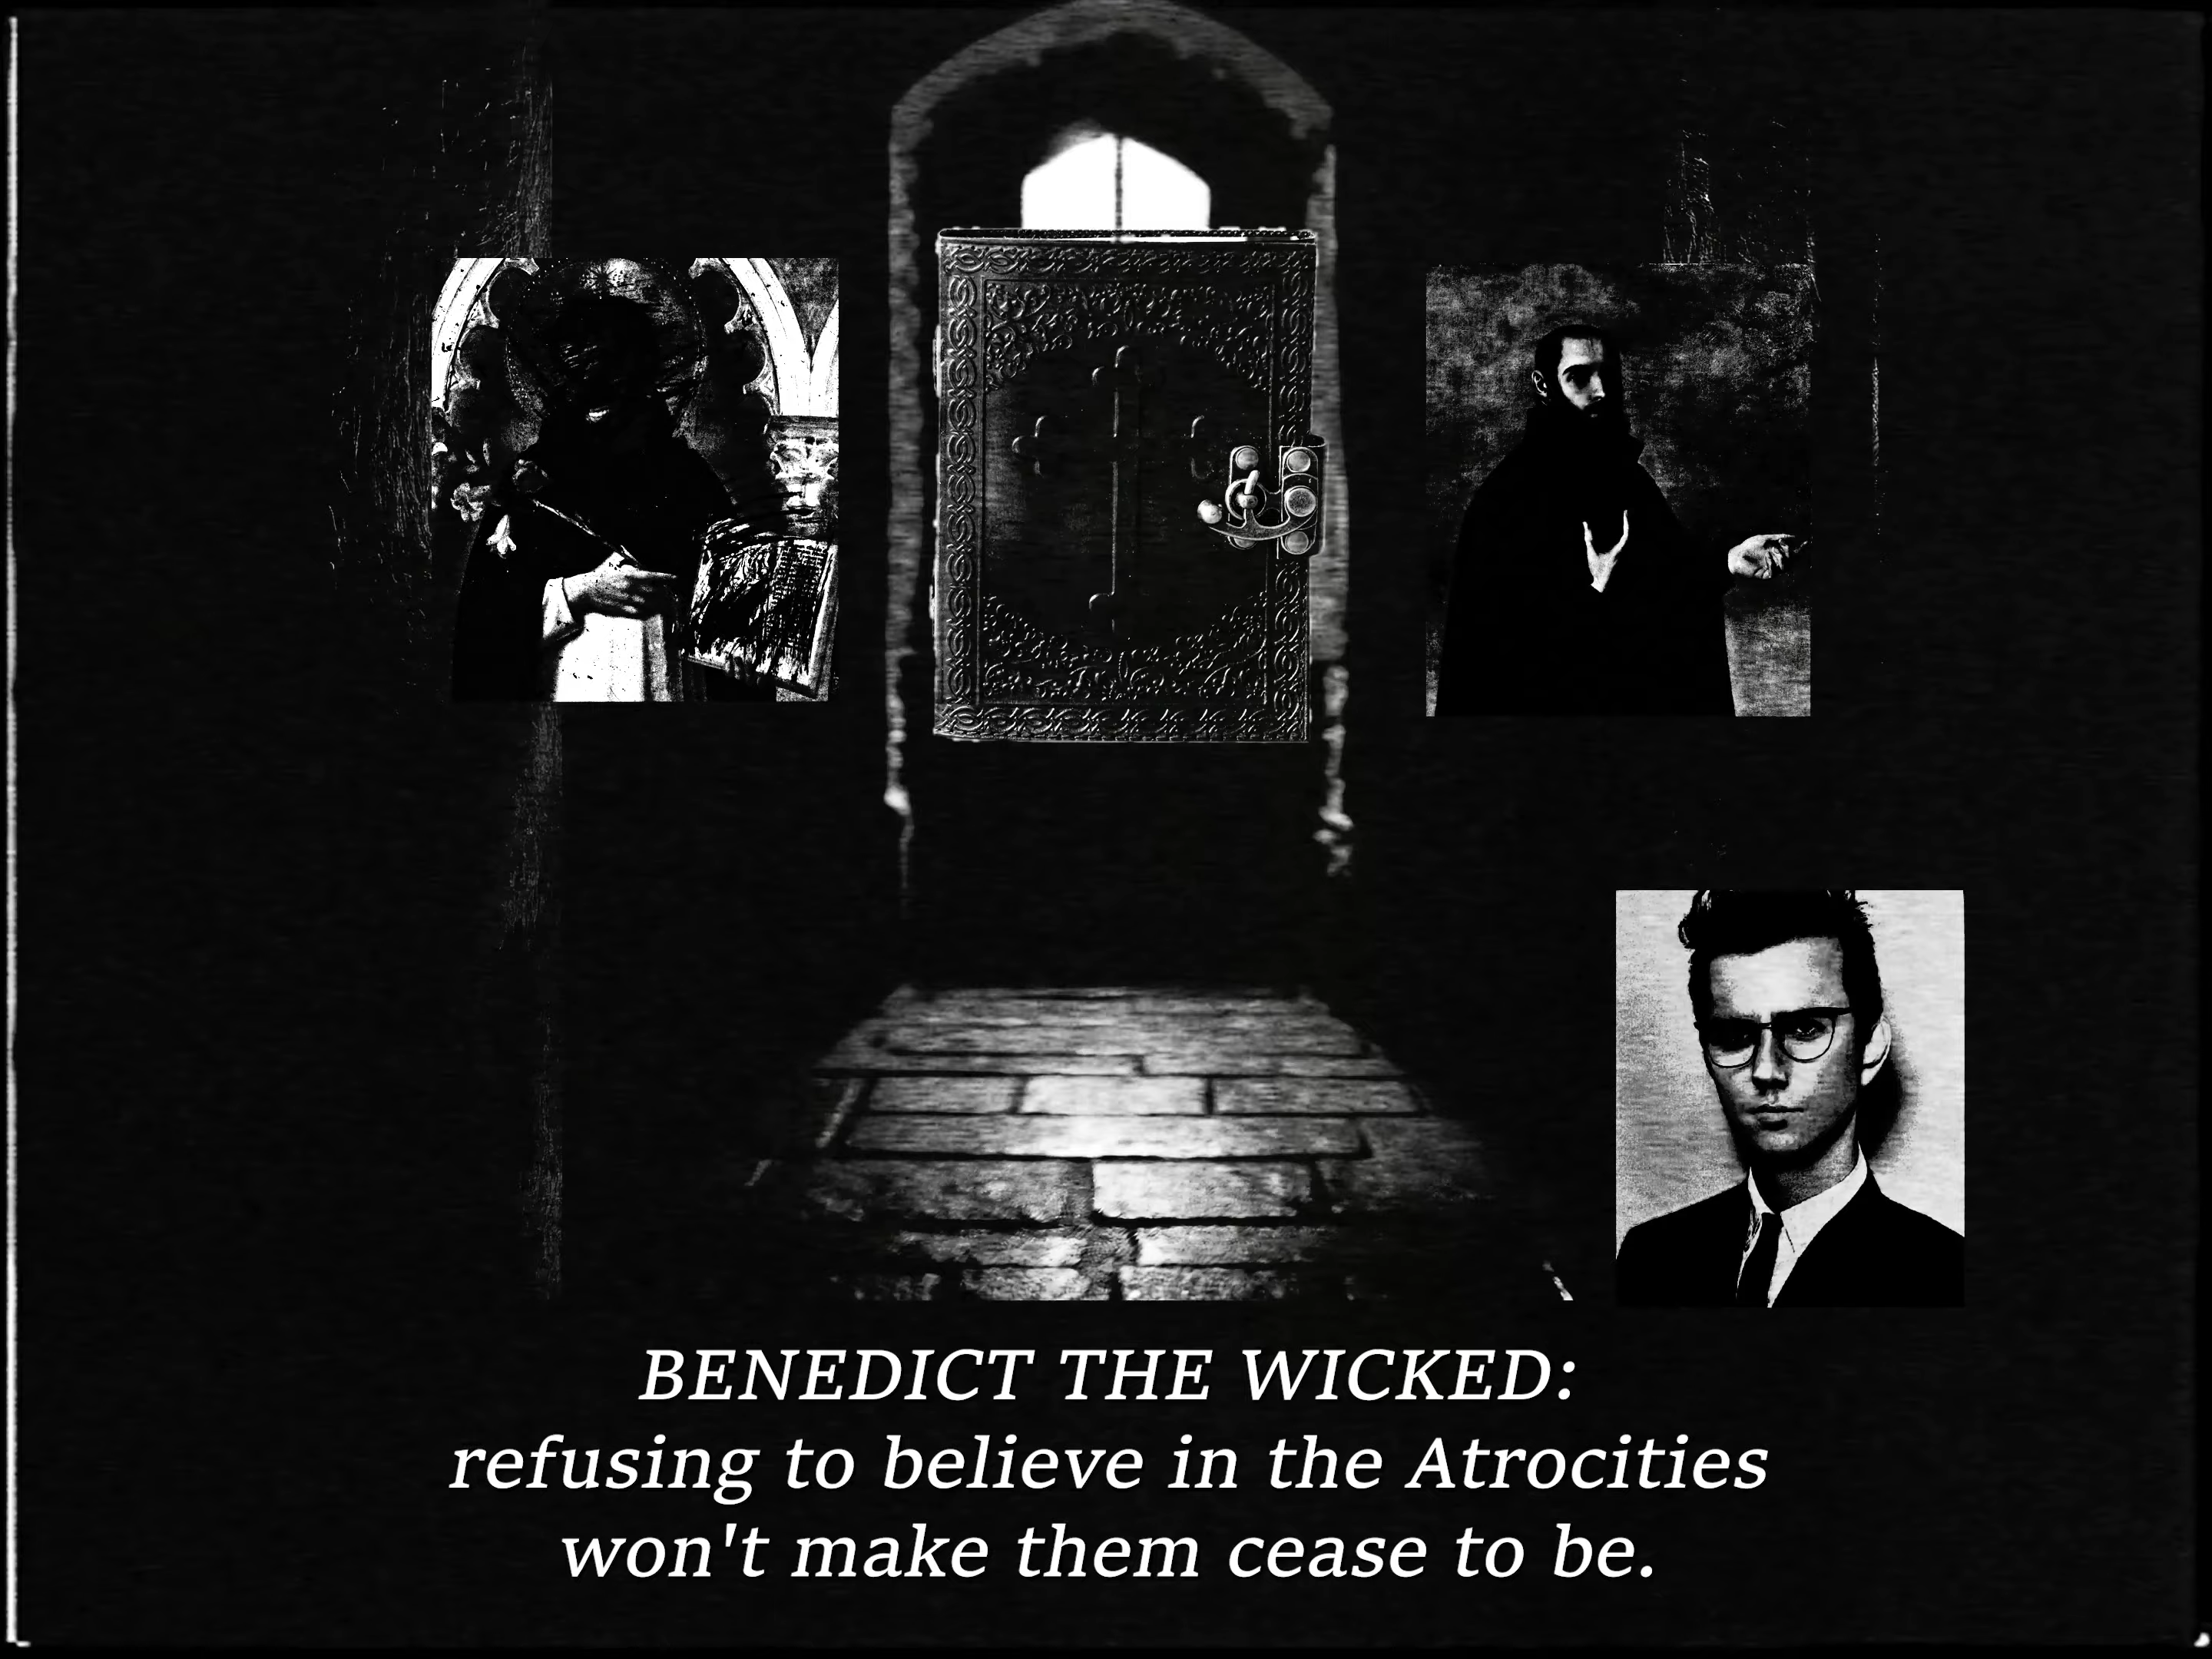 BENEDICT THE WICKED:
refusing to believe in the Atrocities
won't make them cease to be.